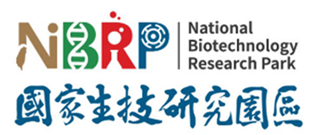 NBRP
National
Biotechnology
Research Park
國家生技研究園區